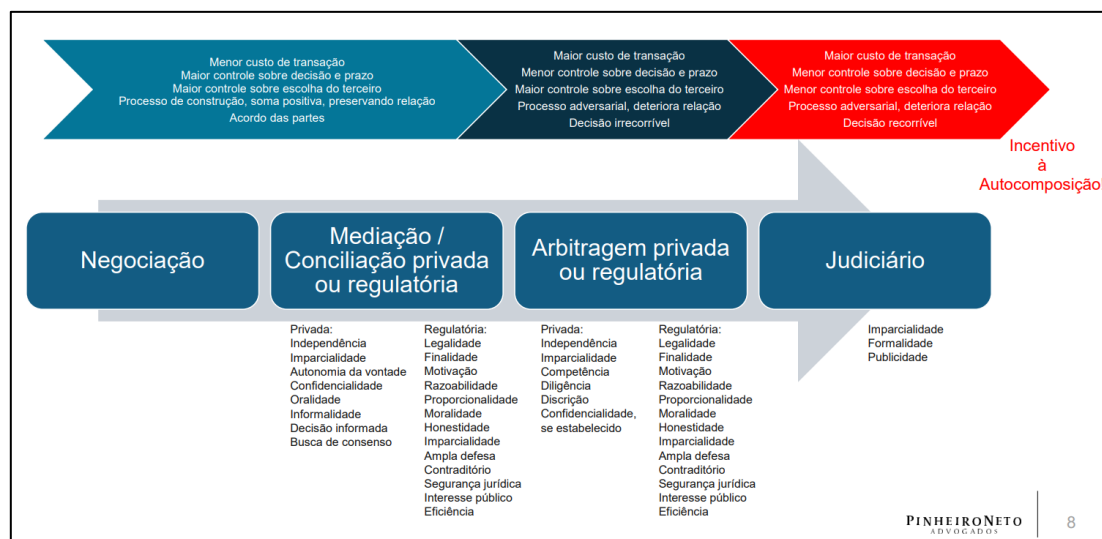 Menor custo de transação
Maior controle sobre decisão e prazo
Maior controle sobre escolha do terceiro
Processo de construção, soma positiva, preservando relação
Acordo das partes
Maior custo de transação
Menor controle sobre decisão e prazo
Maior controle sobre escolha do terceiro
Processo adversarial, deteriora relação
Decisão irrecorrível
Maior custo de transação
Menor controle sobre decisão e prazo
Menor controle sobre escolha do terceiro
Processo adversarial, deteriora relação
Decisão recorrível
Incentivo
à
Autocomposição!
Negociação
Mediação /
Conciliação privada
ou regulatória
Arbitragem privada
ou regulatória
Judiciário
Privada:
Independência
Imparcialidade
Autonomia da vontade
Confidencialidade
Oralidade
Informalidade
Decisão informada
Busca de consenso
Regulatória:
Legalidade
Finalidade
Motivação
Razoabilidade
Proporcionalidade
Moralidade
Honestidade
Imparcialidade
Ampla defesa
Contraditório
Segurança jurídica
Interesse público
Eficiência
Privada:
Independência
Imparcialidade
Competência
Diligência
Discrição
Confidencialidade,
se estabelecido
Regulatória:
Legalidade
Finalidade
Motivação
Razoabilidade
Proporcionalidade
Moralidade
Honestidade
Imparcialidade
Ampla defesa
Contraditório
Segurança jurídica
Interesse público
Eficiência
Imparcialidade
Formalidade
Publicidade
PINHEIRONETO
ADVOGADOS
8